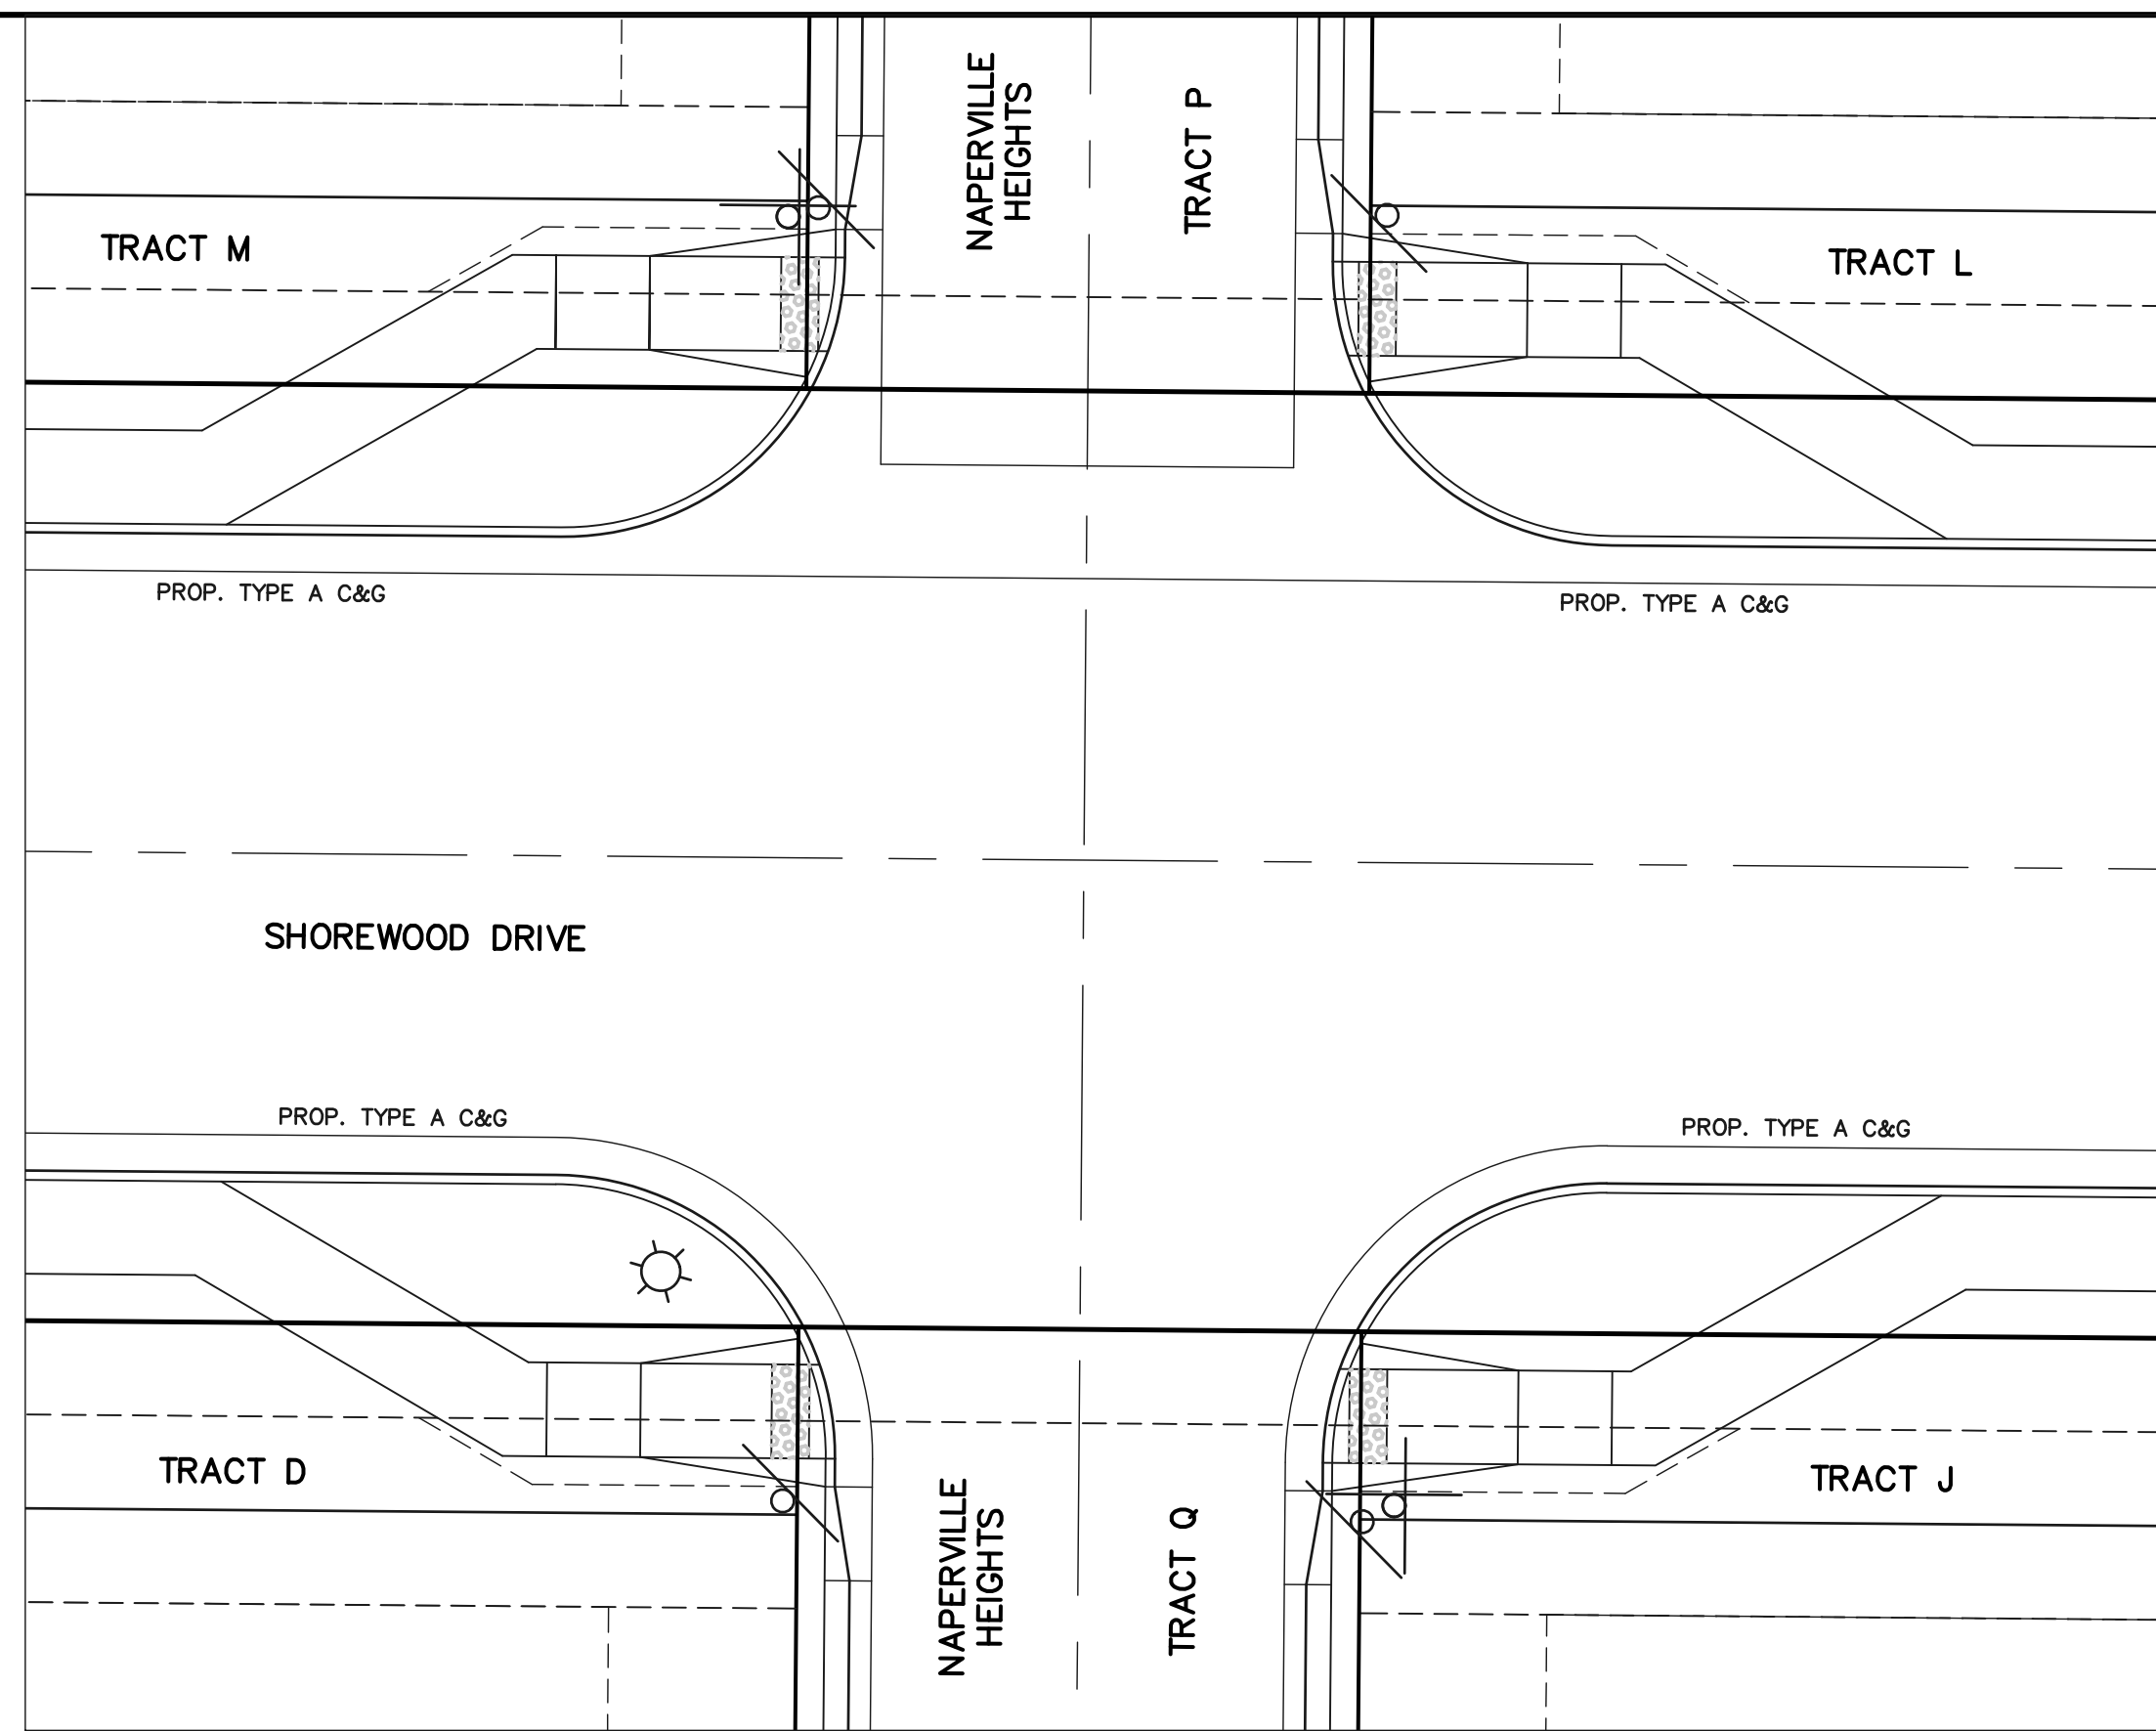 NAPERVILLE
HEIGHTS
TRACT P
TRACT M
TRACT L
PROP. TYPE A C&G
PROP. TYPE A C&G
SHOREWOOD DRIVE
PROP. TYPE A C&G
PROP. TYPE A C&G
TRACT D
TRACT J
NAPERVILLE
HEIGHTS
TRACT Q